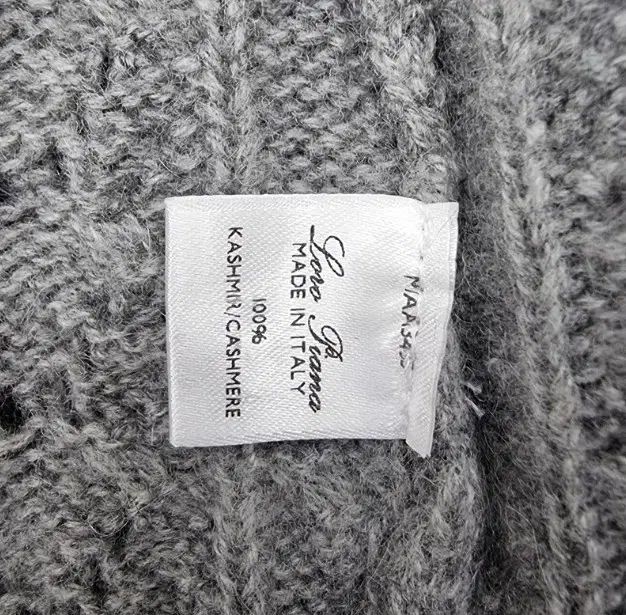 Loro Piana
MADE IN ITALY
100%
KASHMIR/CASHMERE